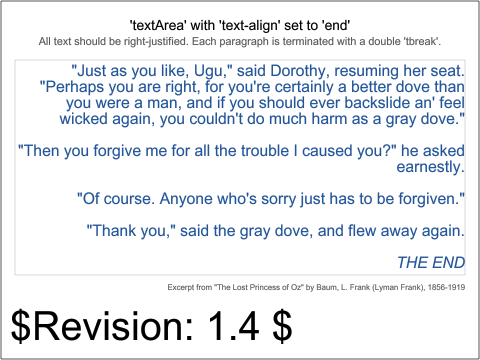 'textArea' with 'text-align' set to 'end'
All text should be right-justified. Each paragraph is terminated with a double 'tbreak'.
"Just as you like, Ugu," said Dorothy, resuming her seat.
"Perhaps you are right, for you're certainly a better dove than
you were a man, and if you should ever backslide an' feel
wicked again, you couldn't do much harm as a gray dove."
"Then you forgive me for all the trouble I caused you?" he asked
earnestly.
"Of course. Anyone who's sorry just has to be forgiven."
"Thank you," said the gray dove, and flew away again.
THE END
Excerpt from "The Lost Princess of Oz" by Baum, L. Frank (Lyman Frank), 1856-1919
$Revision: 1.4 $